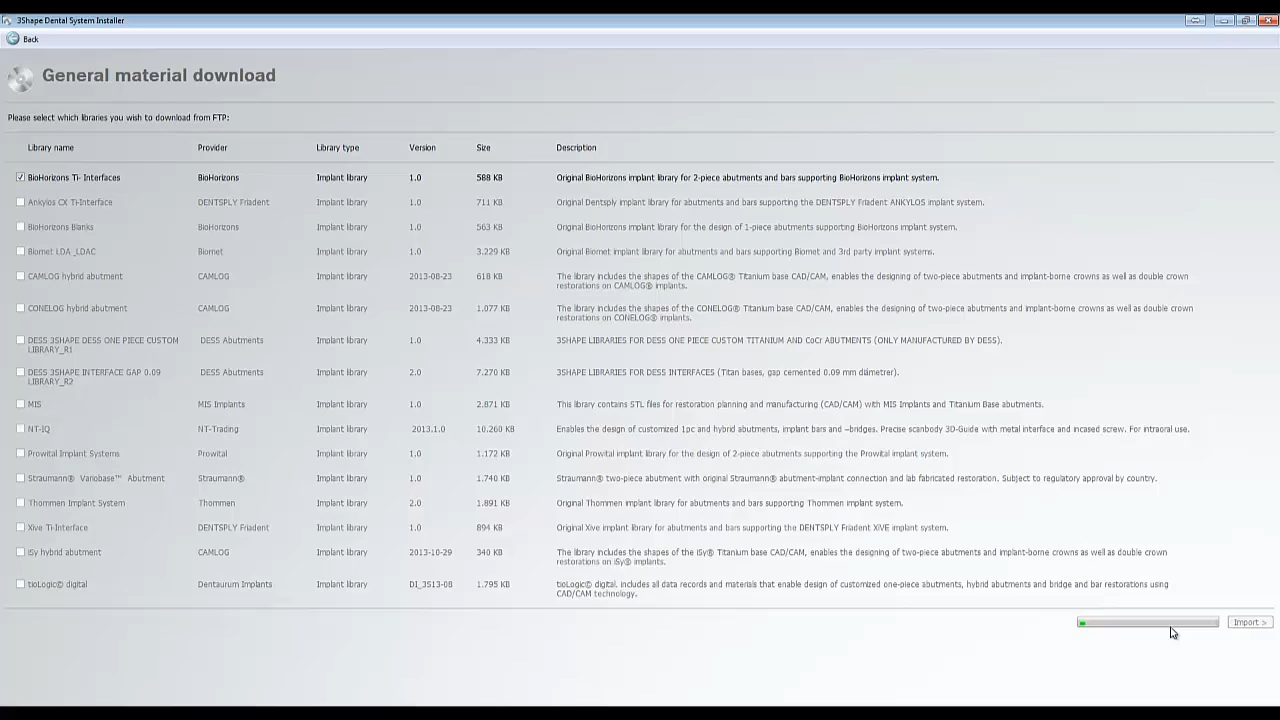 3Shape Dental System Installer
Back
General material download
Please select which libraries you wish to download from FTP:
Library name Provider Library type Version Size Description
BioHorizons Ti- Interfaces BioHorizons Implant library 1.0 588 KB Original BioHorizons implant library for 2-piece abutments and bars supporting BioHorizons implant system.
Ankylos CX Ti-Interface DENTSPLY Friadent Implant library 1.0 711 KB Original Dentsply implant library for abutments and bars supporting the DENTSPLY Friadent ANKYLOS implant system.
BioHorizons Blanks BioHorizons Implant library 1.0 563 KB Original BioHorizons implant library for the design of 1-piece abutments supporting BioHorizons implant system.
Biomet LDA _LDAC Biomet Implant library 1.0 3.229 KB Original Biomet implant library for abutments and bars supporting Biomet and 3rd party implant systems.
CAMLOG hybrid abutment CAMLOG Implant library 2013-08-23 618 KB The library includes the shapes of the CAMLOG® Titanium base CAD/CAM, enables the designing of two-piece abutments and implant-borne crowns as well as double crown
restorations on CAMLOG® implants.
CONELOG hybrid abutment CAMLOG Implant library 2013-08-23 1.077 KB The library includes the shapes of the CONELOG® Titanium base CAD/CAM, enables the designing of two-piece abutments and implant-borne crowns as well as double crown
restorations on CONELOG® implants.
DESS 3SHAPE DESS ONE PIECE CUSTOM DESS Abutments Implant library 1.0 4.333 KB 3SHAPE LIBRARIES FOR DESS ONE PIECE CUSTOM TITANIUM AND CoCr ABUTMENTS (ONLY MANUFACTURED BY DESS).
LIBRARY_R1
DESS 3SHAPE INTERFACE GAP 0.09 DESS Abutments Implant library 2.0 7.270 KB 3SHAPE LIBRARIES FOR DESS INTERFACES (Titan bases, gap cemented 0.09 mm diámetrer).
LIBRARY_R2
MIS MIS Implants Implant library 1.0 2.871 KB This library contains STL files for restoration planning and manufacturing (CAD/CAM) with MIS Implants and Titanium Base abutments.
NT-IQ NT-Trading Implant library 2013.1.0 10.260 KB Enables the design of customized 1pc and hybrid abutments, implant bars and –bridges. Precise scanbody 3D-Guide with metal interface and incased screw. For intraoral use.
Prowital Implant Systems Prowital Implant library 1.0 1.172 KB Original Prowital implant library for the design of 2-piece abutments supporting the Prowital implant system.
Straumann® Variobase™ Abutment Straumann® Implant library 1.0 1.740 KB Straumann® two-piece abutment with original Straumann® abutment-implant connection and lab fabricated restoration. Subject to regulatory approval by country.
Thommen Implant System Thommen Implant library 2.0 1.891 KB Original Thommen implant library for abutments and bars supporting Thommen implant system.
Xive Ti-Interface DENTSPLY Friadent Implant library 1.0 894 KB Original Xive implant library for abutments and bars supporting the DENTSPLY Friadent XiVE implant system.
iSy hybrid abutment CAMLOG Implant library 2013-10-29 340 KB The library includes the shapes of the iSy® Titanium base CAD/CAM, enables the designing of two-piece abutments and implant-borne crowns as well as double crown
restorations on iSy® implants.
tioLogic© digital Dentaurum Implants Implant library DI_3513-08 1.795 KB tioLogic© digital. includes all data records and materials that enable design of customized one-piece abutments, hybrid abutments and bridge and bar restorations using
CAD/CAM technology.
Import >